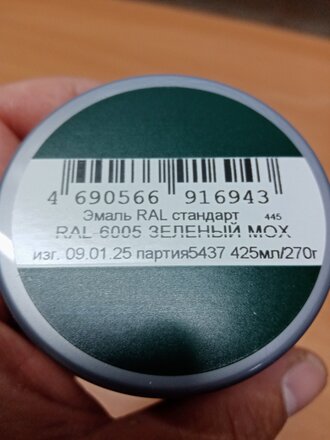 4 690566 916943
Эмаль RAL стандарт 445
RAL-6005 ЗЕЛЕНЫЙ МОХ
изг. 09.01.25 партия5437 425мл/270г